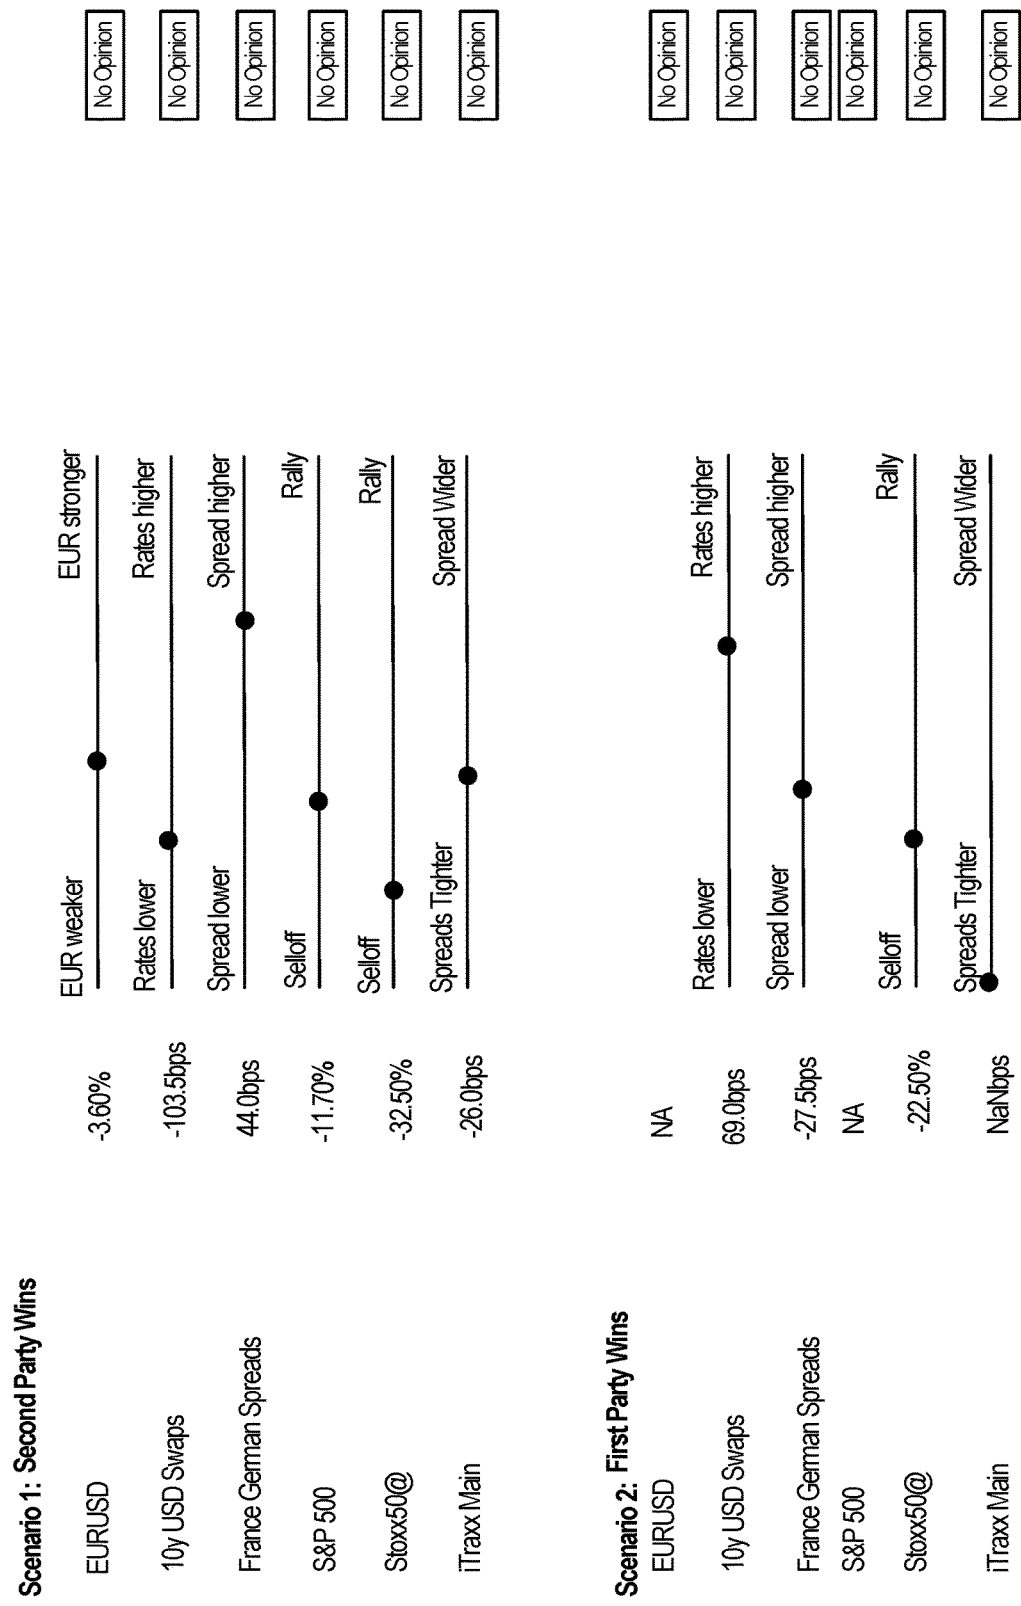 Scenario 1: Second Party Wins
EURUSD -3.60% EUR weaker EUR stronger No Opinion
10y USD Swaps -103.5bps Rates lower Rates higher No Opinion
France German Spreads 44.0bps Spread lower Spread higher No Opinion
S&P 500 -11.70% Selloff Rally No Opinion
Stoxx50@ -32.50% Selloff Rally No Opinion
iTraxx Main -26.0bps Spreads Tighter Spread Wider No Opinion
Scenario 2: First Party Wins
EURUSD NA No Opinion
10y USD Swaps 69.0bps Rates lower Rates higher No Opinion
France German Spreads -27.5bps Spread lower Spread higher No Opinion
S&P 500 NA No Opinion
Stoxx50@ -22.50% Selloff Rally No Opinion
iTraxx Main NaNbps Spreads Tighter Spread Wider No Opinion